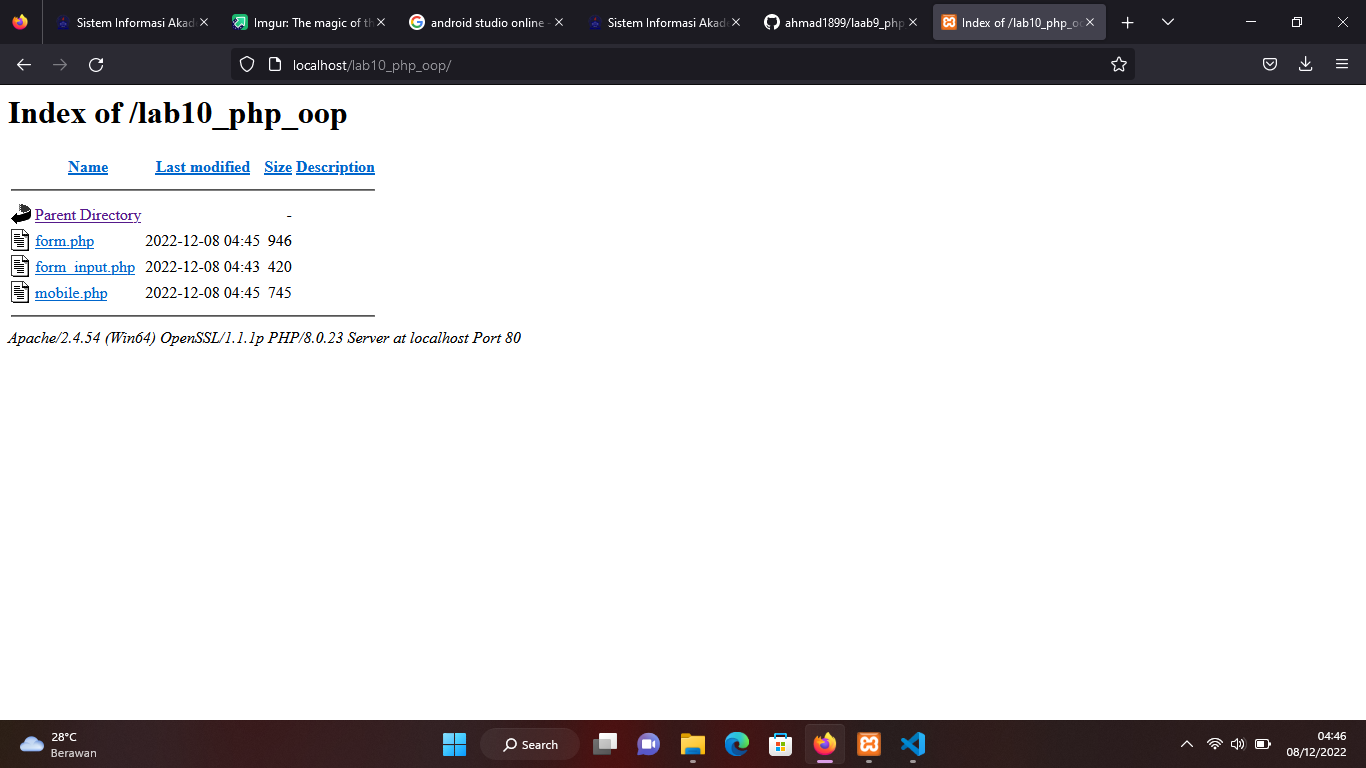 Sistem Informasi Akad
Imgur: The magic of th
android studio online -
Sistem Informasi Akad
ahmad1899/laab9_php
Index of /lab10_php_oo
localhost/lab10_php_oop/
Index of /lab10_php_oop
Name Last modified Size Description
Parent Directory -
form.php 2022-12-08 04:45 946
form_input.php 2022-12-08 04:43 420
mobile.php 2022-12-08 04:45 745
Apache/2.4.54 (Win64) OpenSSL/1.1.1p PHP/8.0.23 Server at localhost Port 80
28°C
Berawan
Search
04:46
08/12/2022